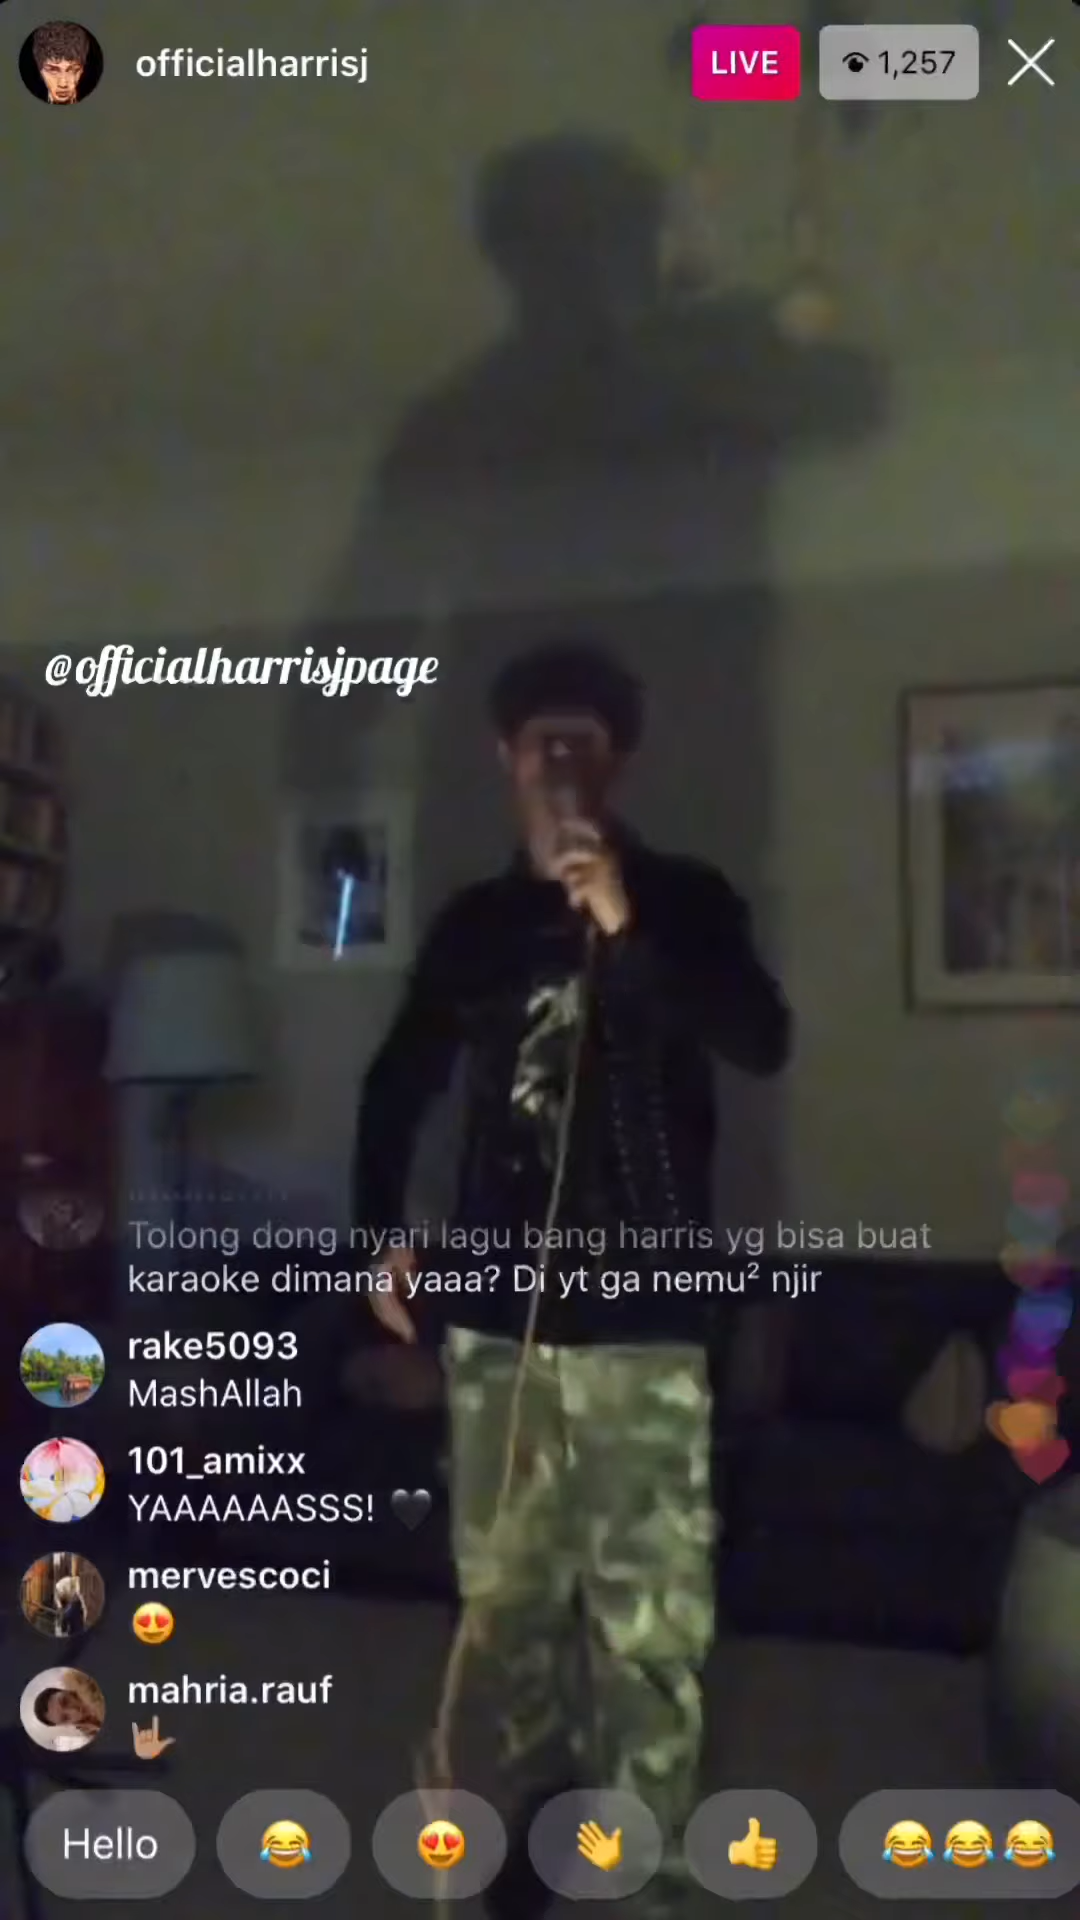 officialharrisj
LIVE
1,257
@officialharrisjpage
Tolong dong nyari lagu bang harris yg bisa buat
karaoke dimana yaaa? Di yt ga nemu² njir
rake5093
MashAllah
101_amixx
YAAAAAASSS! 🖤
mervescoci
😍
mahria.rauf
🤟🏼
Hello 😂 😍 👋 👍 😂😂😂